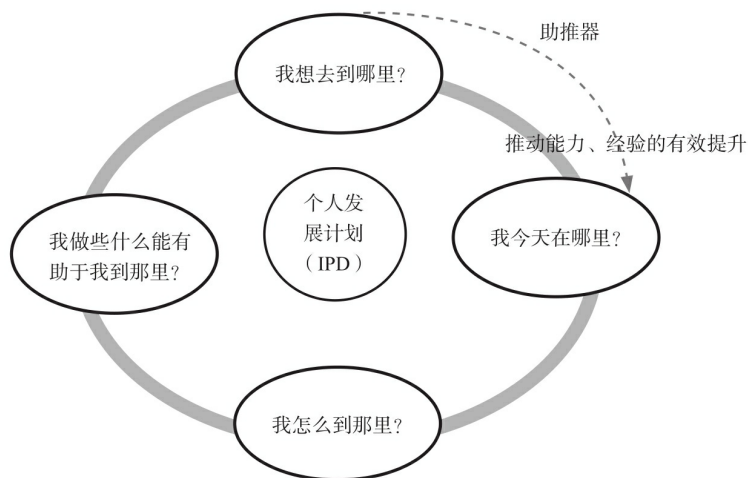 助推器
我想去到哪里？
推动能力、经验的有效提升
个人发
展计划
（IPD）
我今天在哪里？
我做些什么能有
助于我到那里？
我怎么到那里？